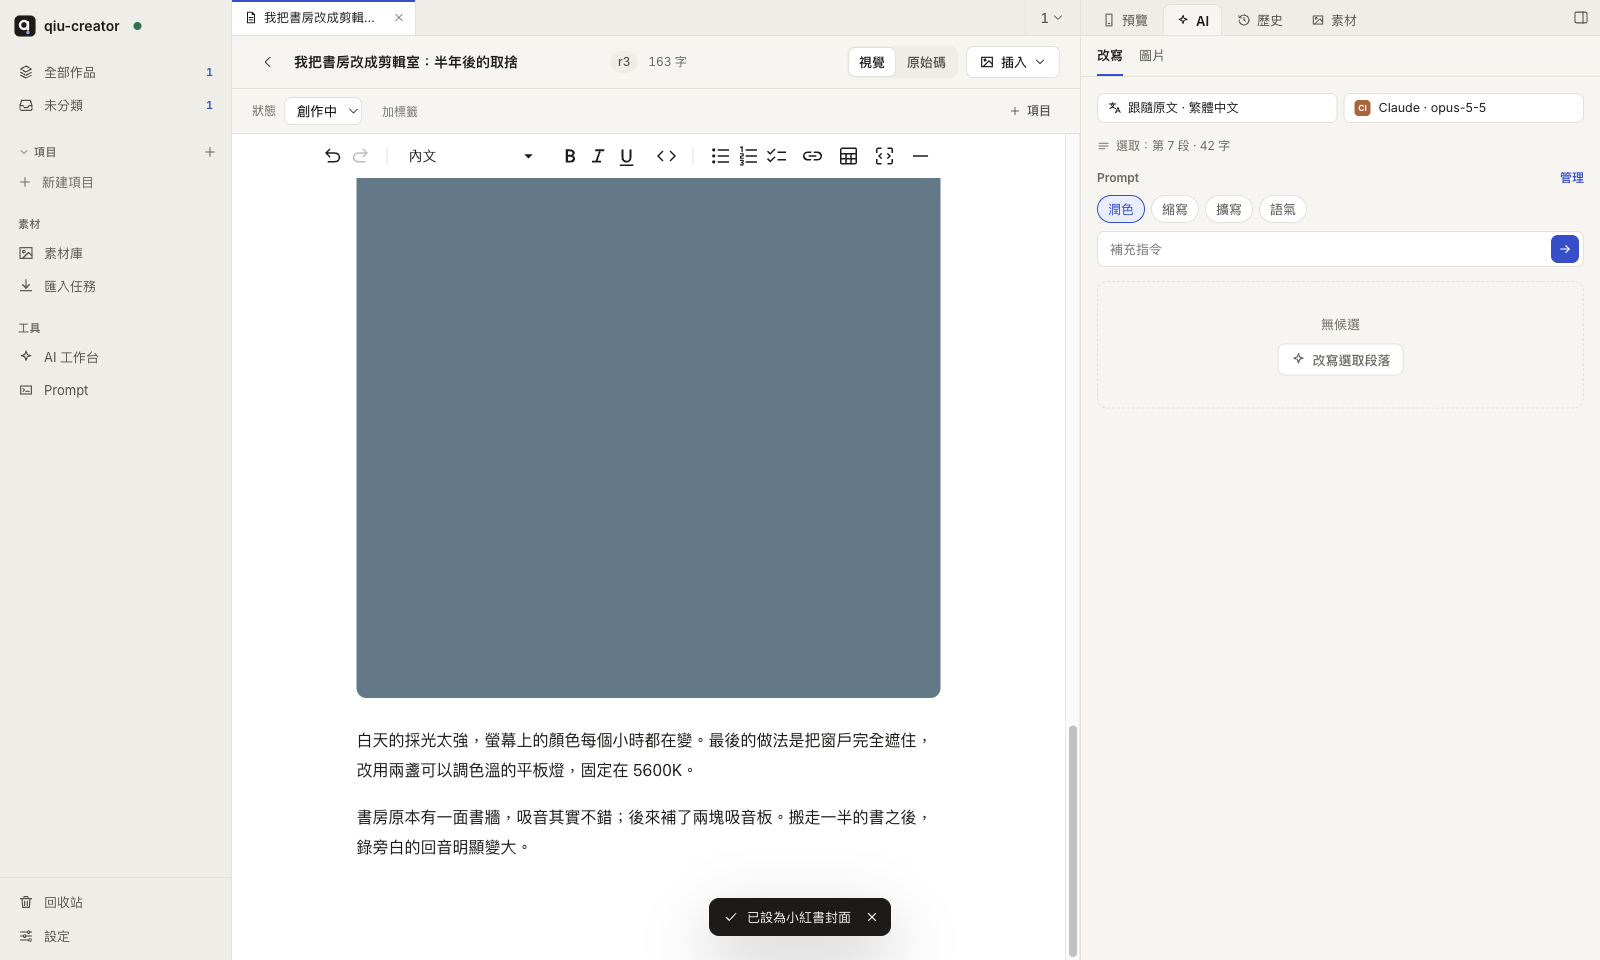 qiu-creator
全部作品 1
未分類 1
項目
新建項目
素材
素材庫
匯入任務
工具
AI 工作台
Prompt
回收站
設定
我把書房改成剪輯...
1
我把書房改成剪輯室：半年後的取捨
r3 163 字
視覺 原始碼
插入
狀態 創作中 加標籤
項目
內文
白天的採光太強，螢幕上的顏色每個小時都在變。最後的做法是把窗戶完全遮住，
改用兩盞可以調色溫的平板燈，固定在 5600K。
書房原本有一面書牆，吸音其實不錯；後來補了兩塊吸音板。搬走一半的書之後，
錄旁白的回音明顯變大。
已設為小紅書封面
預覽 AI 歷史 素材
改寫 圖片
跟隨原文 · 繁體中文
Cl Claude · opus-5-5
選取：第 7 段 · 42 字
Prompt 管理
潤色 縮寫 擴寫 語氣
補充指令
無候選
改寫選取段落